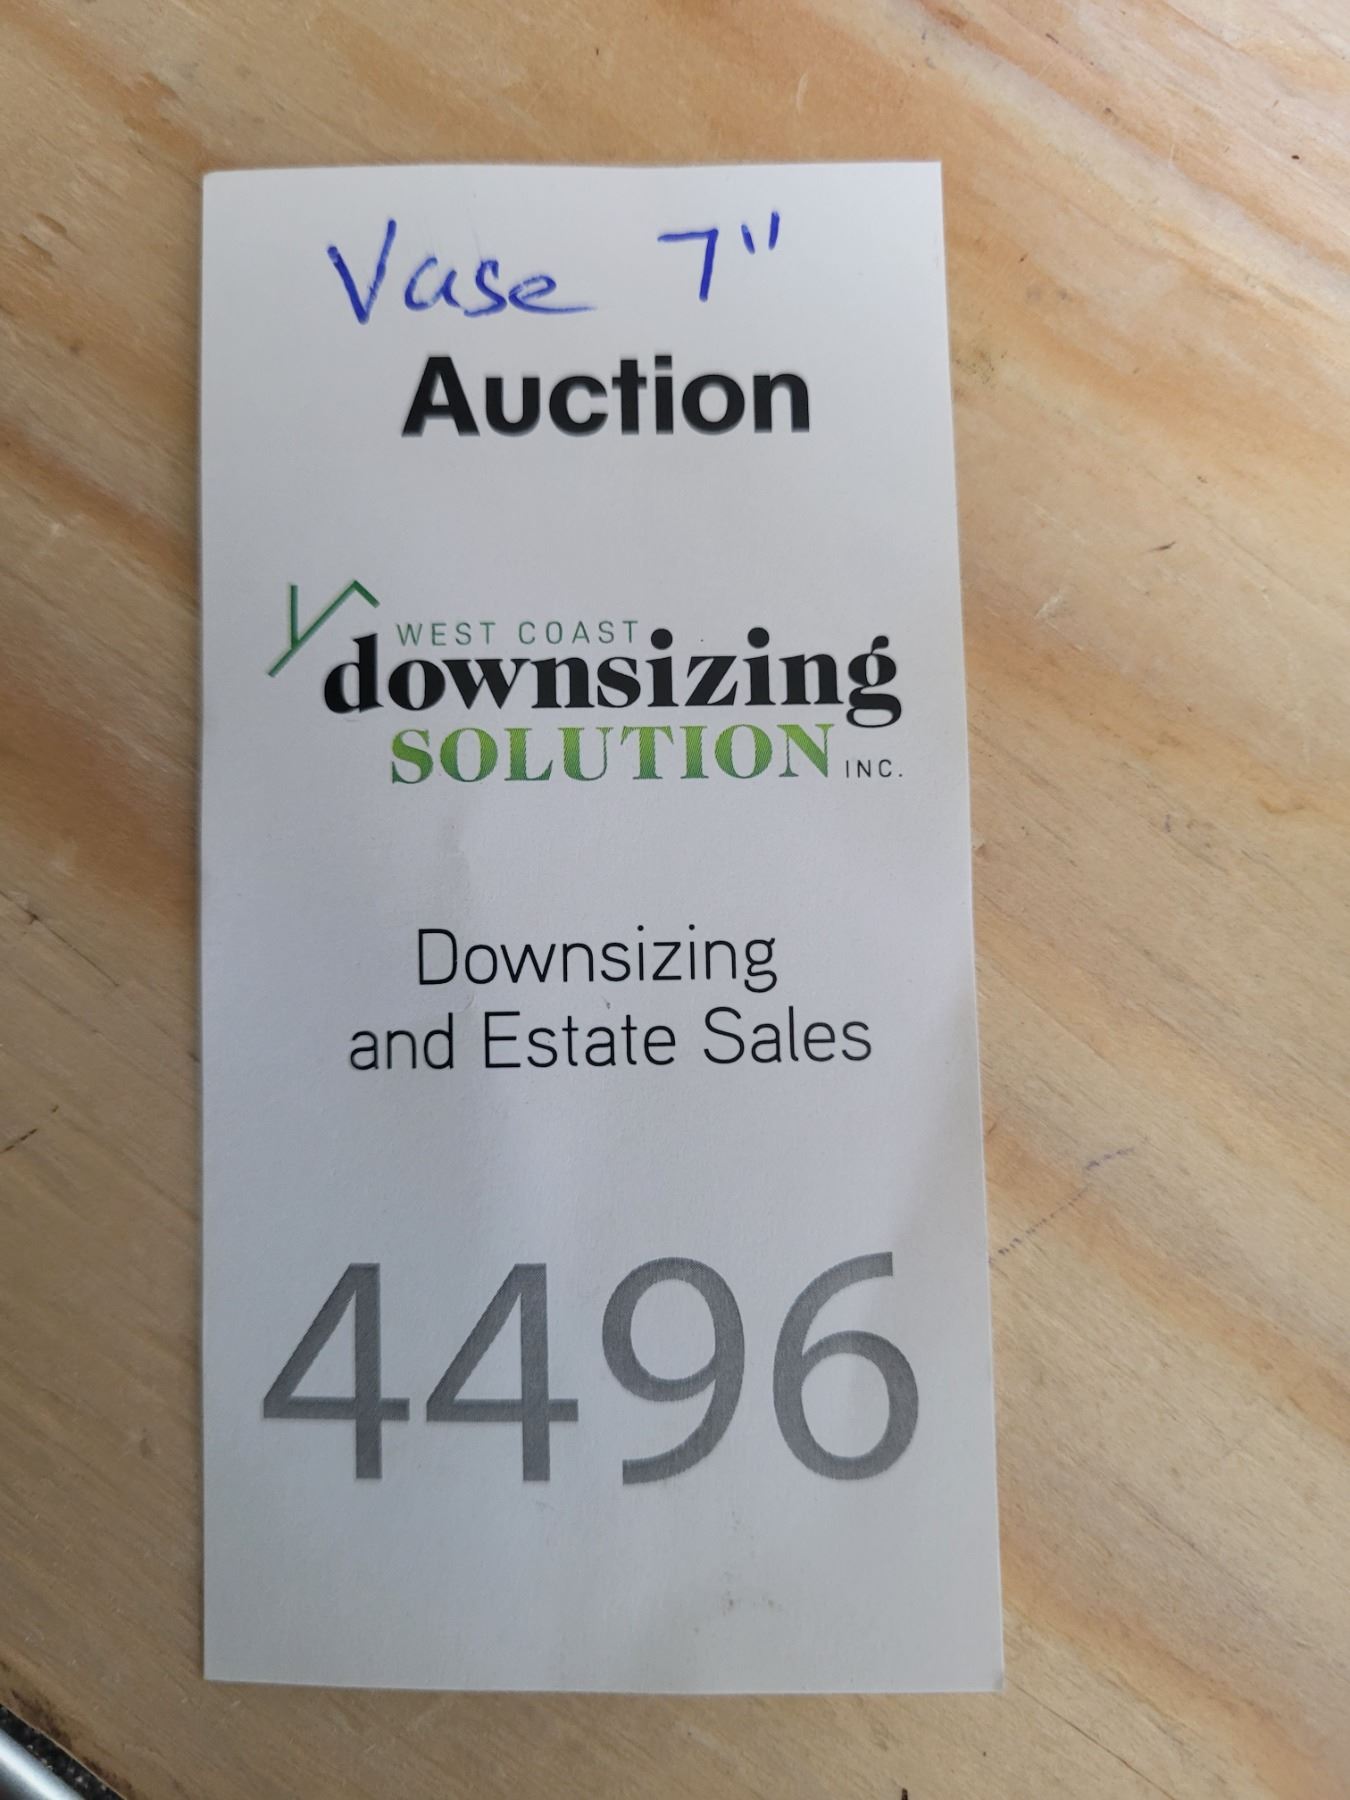 Vase 7"
Auction
WEST COAST
downsizing
SOLUTION INC.
Downsizing
and Estate Sales
4496